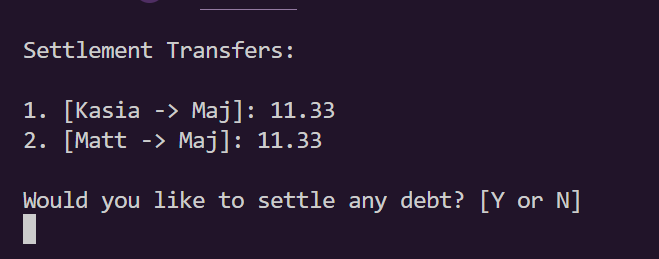 Settlement Transfers:
1. [Kasia -> Maj]: 11.33
2. [Matt -> Maj]: 11.33
Would you like to settle any debt? [Y or N]